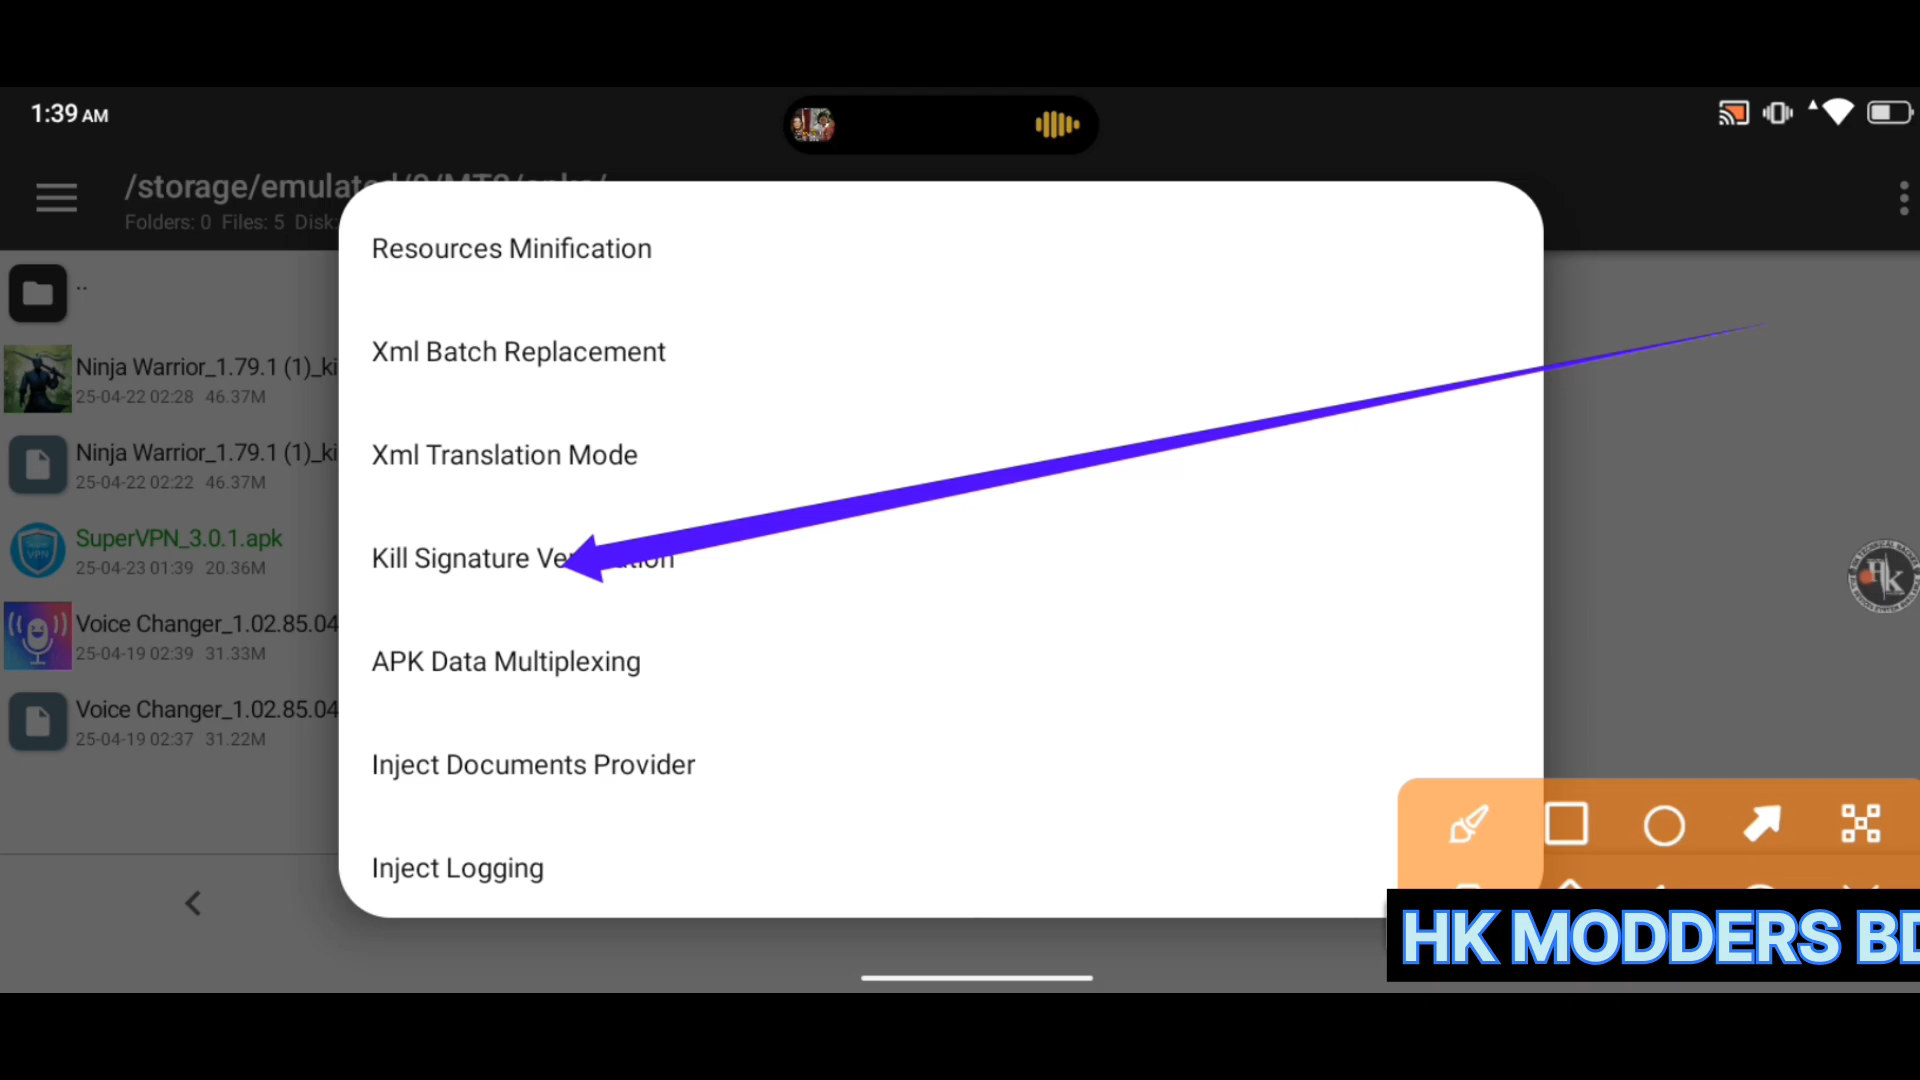 1:39 AM
/storage/emulated/0/MT2/apks/
Folders: 0 Files: 5 Disk:
..
Ninja Warrior_1.79.1 (1)_ki
25-04-22 02:28 46.37M
Ninja Warrior_1.79.1 (1)_ki
25-04-22 02:22 46.37M
SuperVPN_3.0.1.apk
25-04-23 01:39 20.36M
Voice Changer_1.02.85.04
25-04-19 02:39 31.33M
Voice Changer_1.02.85.04
25-04-19 02:37 31.22M
Resources Minification
Xml Batch Replacement
Xml Translation Mode
Kill Signature Verification
APK Data Multiplexing
Inject Documents Provider
Inject Logging
VPN
HK
HK MODDERS BD